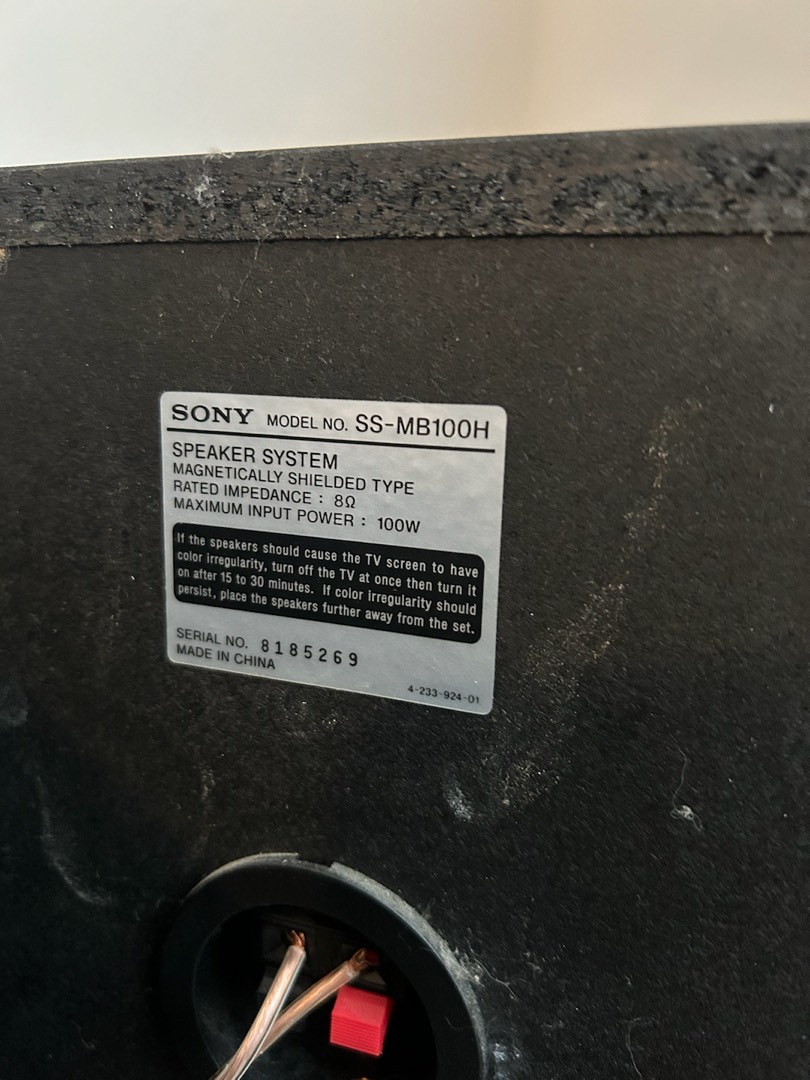 SONY MODEL NO. SS-MB100H
SPEAKER SYSTEM
MAGNETICALLY SHIELDED TYPE
RATED IMPEDANCE : 8Ω
MAXIMUM INPUT POWER : 100W
If the speakers should cause the TV screen to have
color irregularity, turn off the TV at once then turn it
on after 15 to 30 minutes. If color irregularity should
persist, place the speakers further away from the set.
SERIAL NO. 8185269
MADE IN CHINA
4-233-924-01